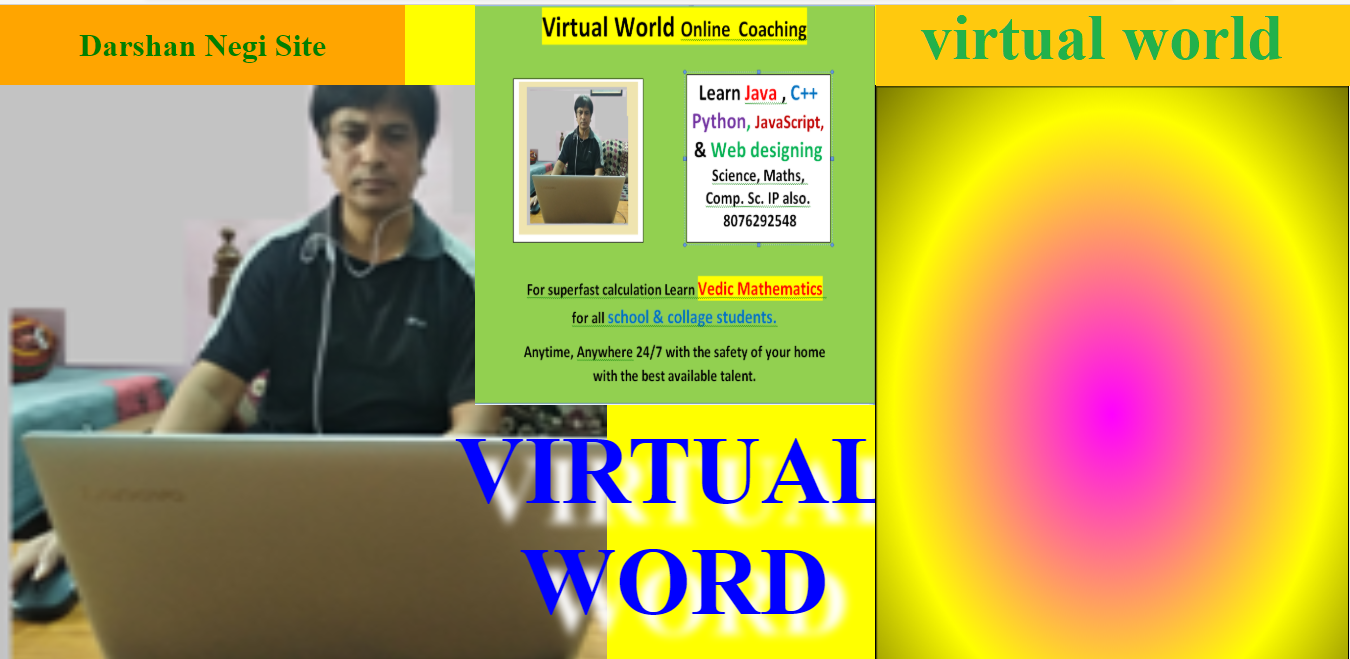 Darshan Negi Site
Virtual World Online Coaching
Learn Java , C++
Python, JavaScript,
& Web designing
Science, Maths,
Comp. Sc. IP also.
8076292548
For superfast calculation Learn Vedic Mathematics
for all school & collage students.
Anytime, Anywhere 24/7 with the safety of your home
with the best available talent.
VIRTUAL
WORD
virtual world